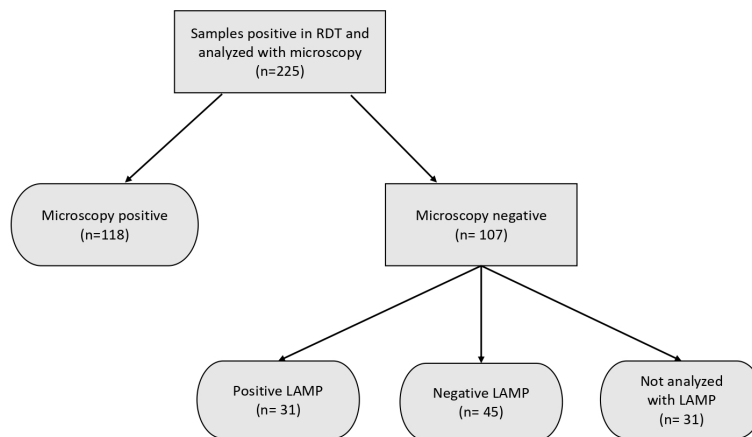 Samples positive in RDT and
analyzed with microscopy
(n=225)
Microscopy positive
(n=118)
Microscopy negative
(n= 107)
Positive LAMP
(n= 31)
Negative LAMP
(n= 45)
Not analyzed
with LAMP
(n= 31)